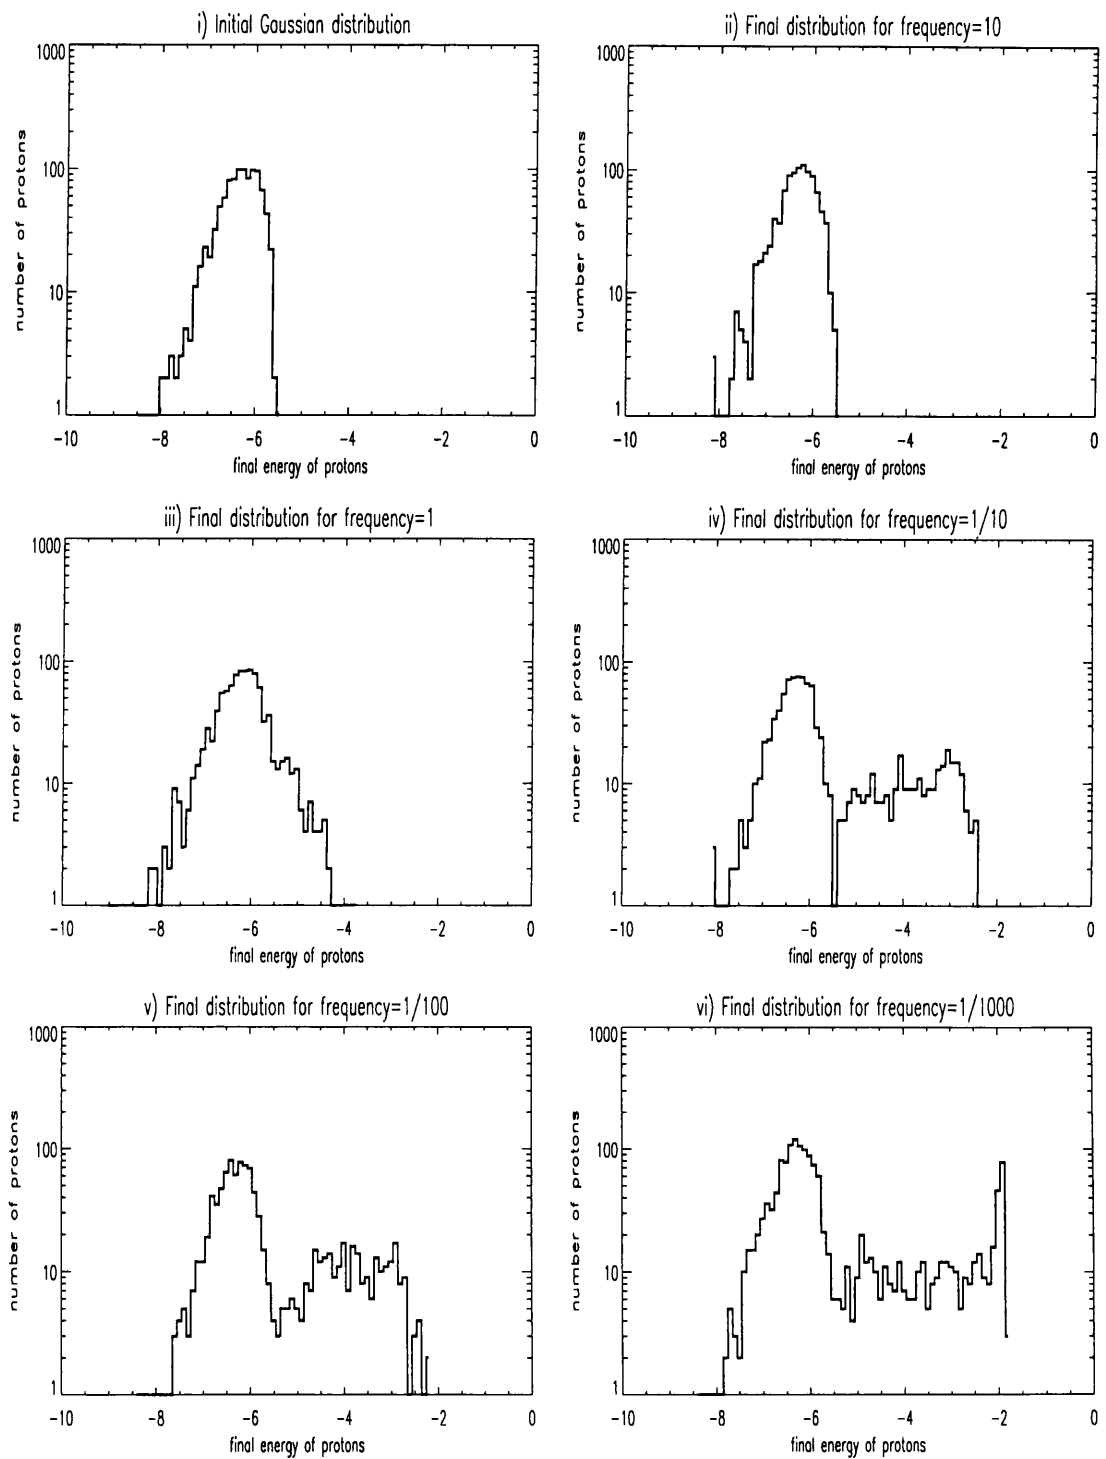 i) Initial Gaussian distribution
1000
100
10
1
number of protons
-10 -8 -6 -4 -2 0
final energy of protons
ii) Final distribution for frequency=10
1000
100
10
1
number of protons
-10 -8 -6 -4 -2 0
final energy of protons
iii) Final distribution for frequency=1
1000
100
10
1
number of protons
-10 -8 -6 -4 -2 0
final energy of protons
iv) Final distribution for frequency=1/10
1000
100
10
1
number of protons
-10 -8 -6 -4 -2 0
final energy of protons
v) Final distribution for frequency=1/100
1000
100
10
1
number of protons
-10 -8 -6 -4 -2 0
final energy of protons
vi) Final distribution for frequency=1/1000
1000
100
10
1
number of protons
-10 -8 -6 -4 -2 0
final energy of protons